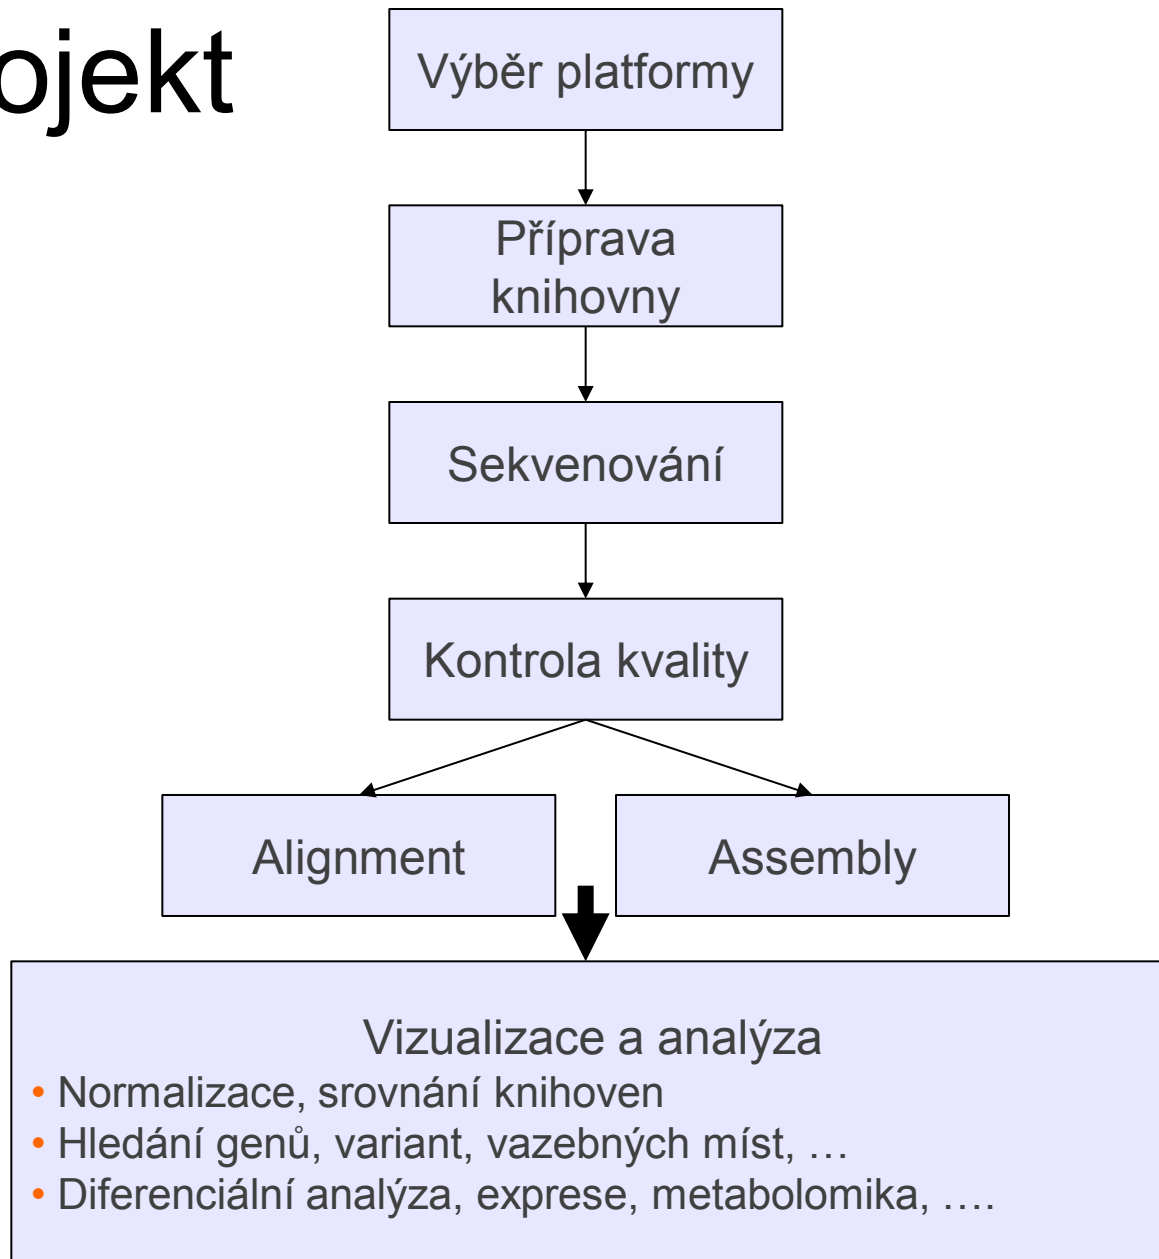 ojekt
Výběr platformy
Příprava
knihovny
Sekvenování
Kontrola kvality
Alignment
Assembly
Vizualizace a analýza
• Normalizace, srovnání knihoven
• Hledání genů, variant, vazebných míst, …
• Diferenciální analýza, exprese, metabolomika, ….